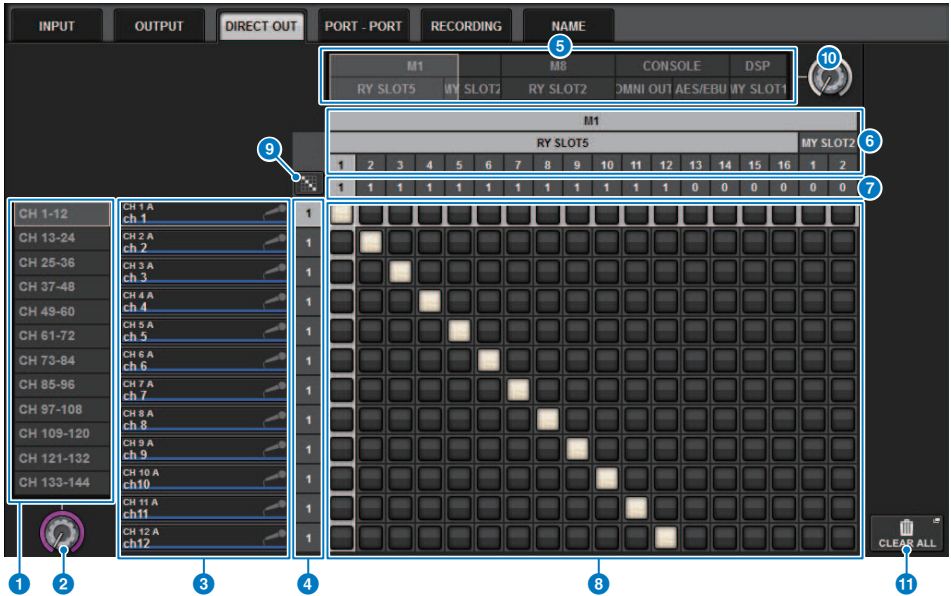 INPUT OUTPUT DIRECT OUT PORT - PORT RECORDING NAME
5
10
M1 M8 CONSOLE DSP
RY SLOT5 MY SLOT2 RY SLOT2 OMNI OUT AES/EBU MY SLOT1
M1
RY SLOT5 MY SLOT2
6
9
1 2 3 4 5 6 7 8 9 10 11 12 13 14 15 16 1 2
1 1 1 1 1 1 1 1 1 1 1 1 0 0 0 0 0 0
7
CH 1-12
CH 13-24
CH 25-36
CH 37-48
CH 49-60
CH 61-72
CH 73-84
CH 85-96
CH 97-108
CH 109-120
CH 121-132
CH 133-144
CH 1 A
ch 1
1
CH 2 A
ch 2
1
CH 3 A
ch 3
1
CH 4 A
ch 4
1
CH 5 A
ch 5
1
CH 6 A
ch 6
1
CH 7 A
ch 7
1
CH 8 A
ch 8
1
CH 9 A
ch 9
1
CH 10 A
ch10
1
CH 11 A
ch11
1
CH 12 A
ch12
1
CLEAR ALL
1 2 3 4 8 11